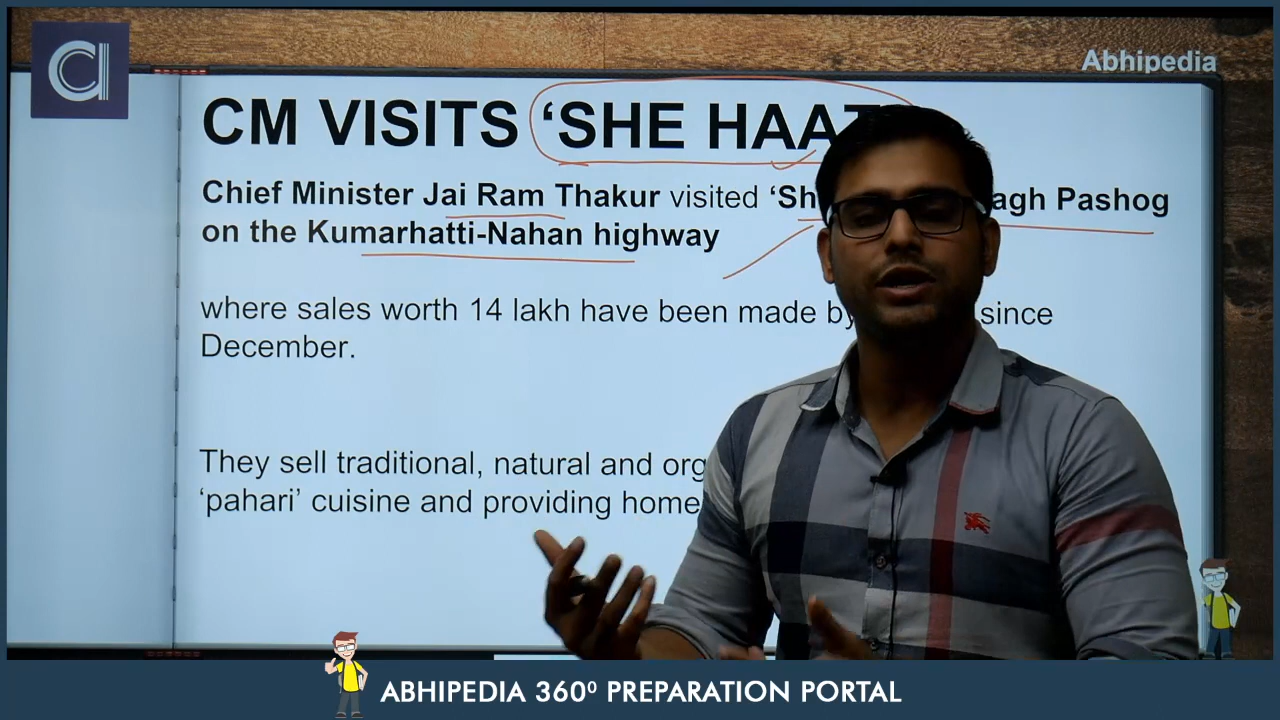 Abhipedia
CM VISITS ‘SHE HAAT
Chief Minister Jai Ram Thakur visited ‘Sh agh Pashog
on the Kumarhatti-Nahan highway
where sales worth 14 lakh have been made by since
December.
They sell traditional, natural and org
‘pahari’ cuisine and providing home
ABHIPEDIA 360º PREPARATION PORTAL